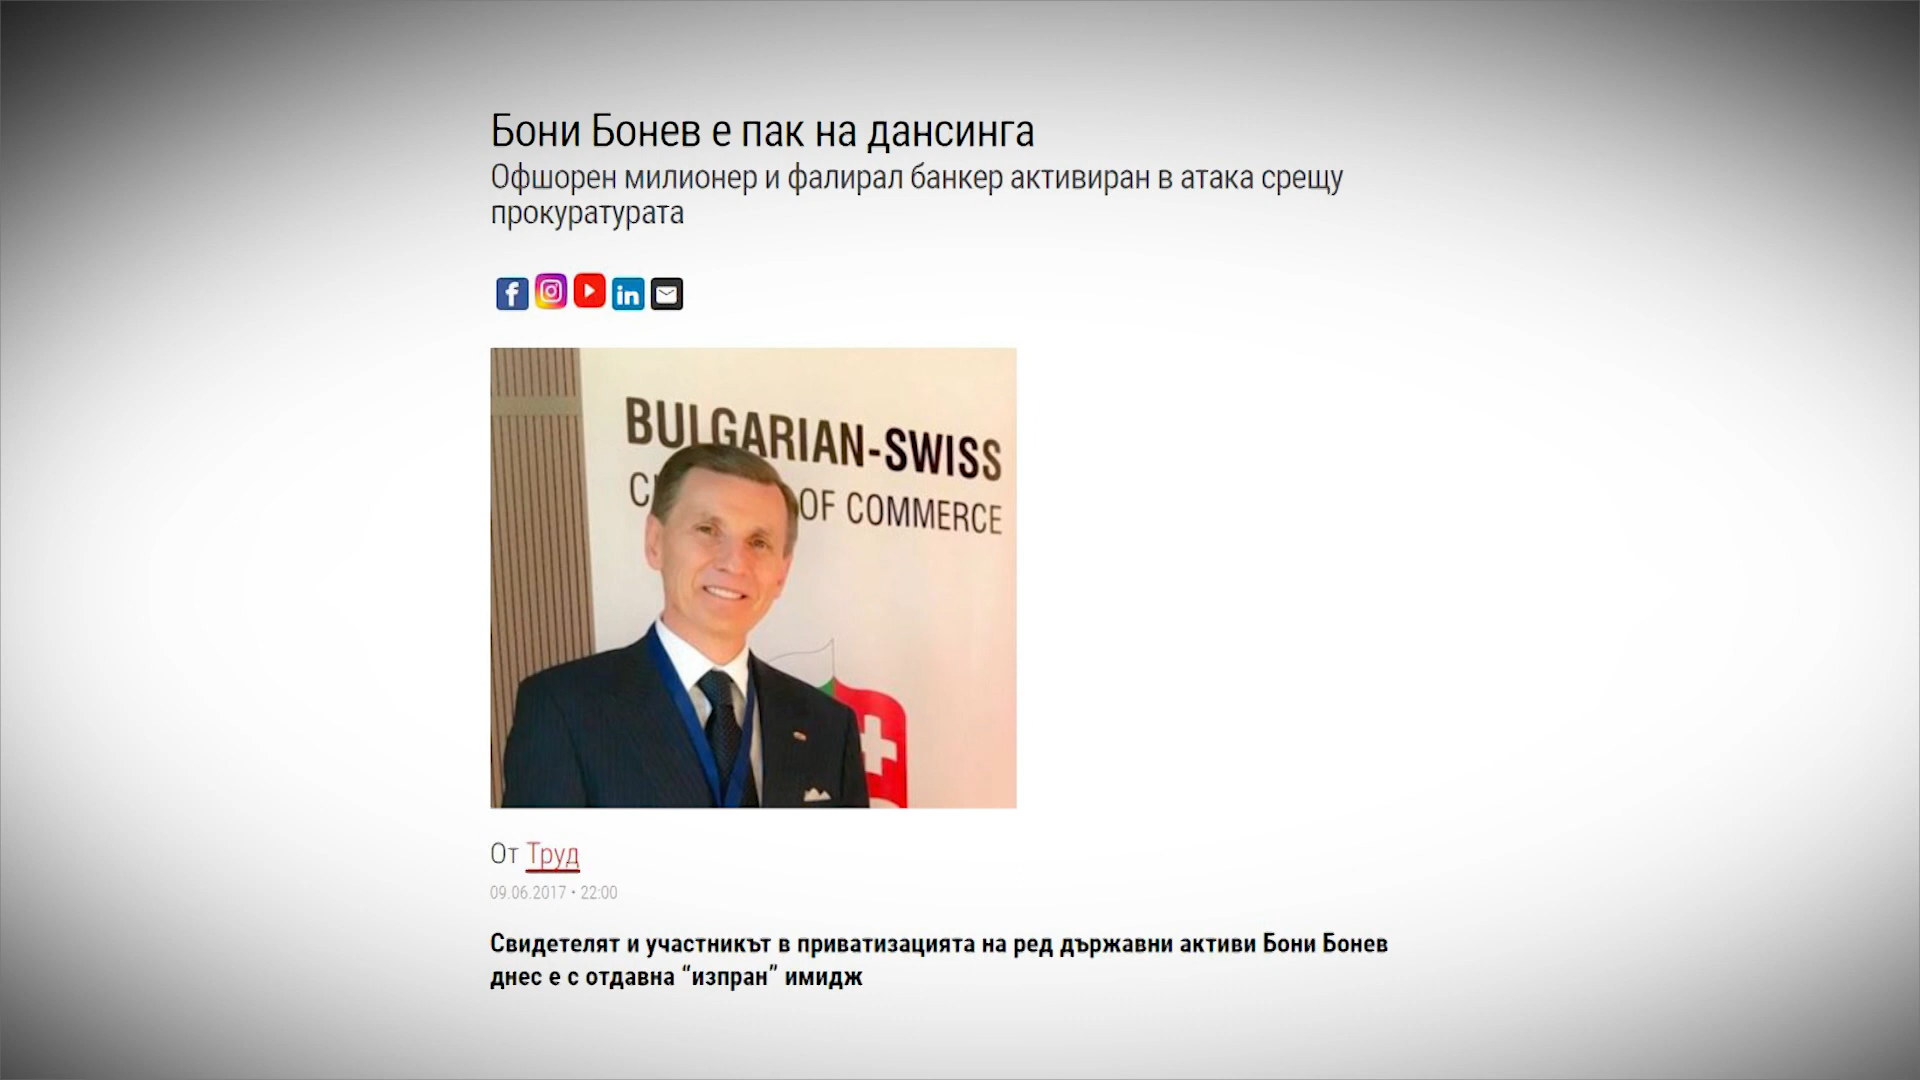 Бони Бонев е пак на дансинга
Офшорен милионер и фалирал банкер активиран в атака срещу
прокуратурата
BULGARIAN-SWISS
OF COMMERCE
От Труд
09.06.2017 • 22:00
Свидетелят и участникът в приватизацията на ред държавни активи Бони Бонев
днес е с отдавна “изпран” имидж